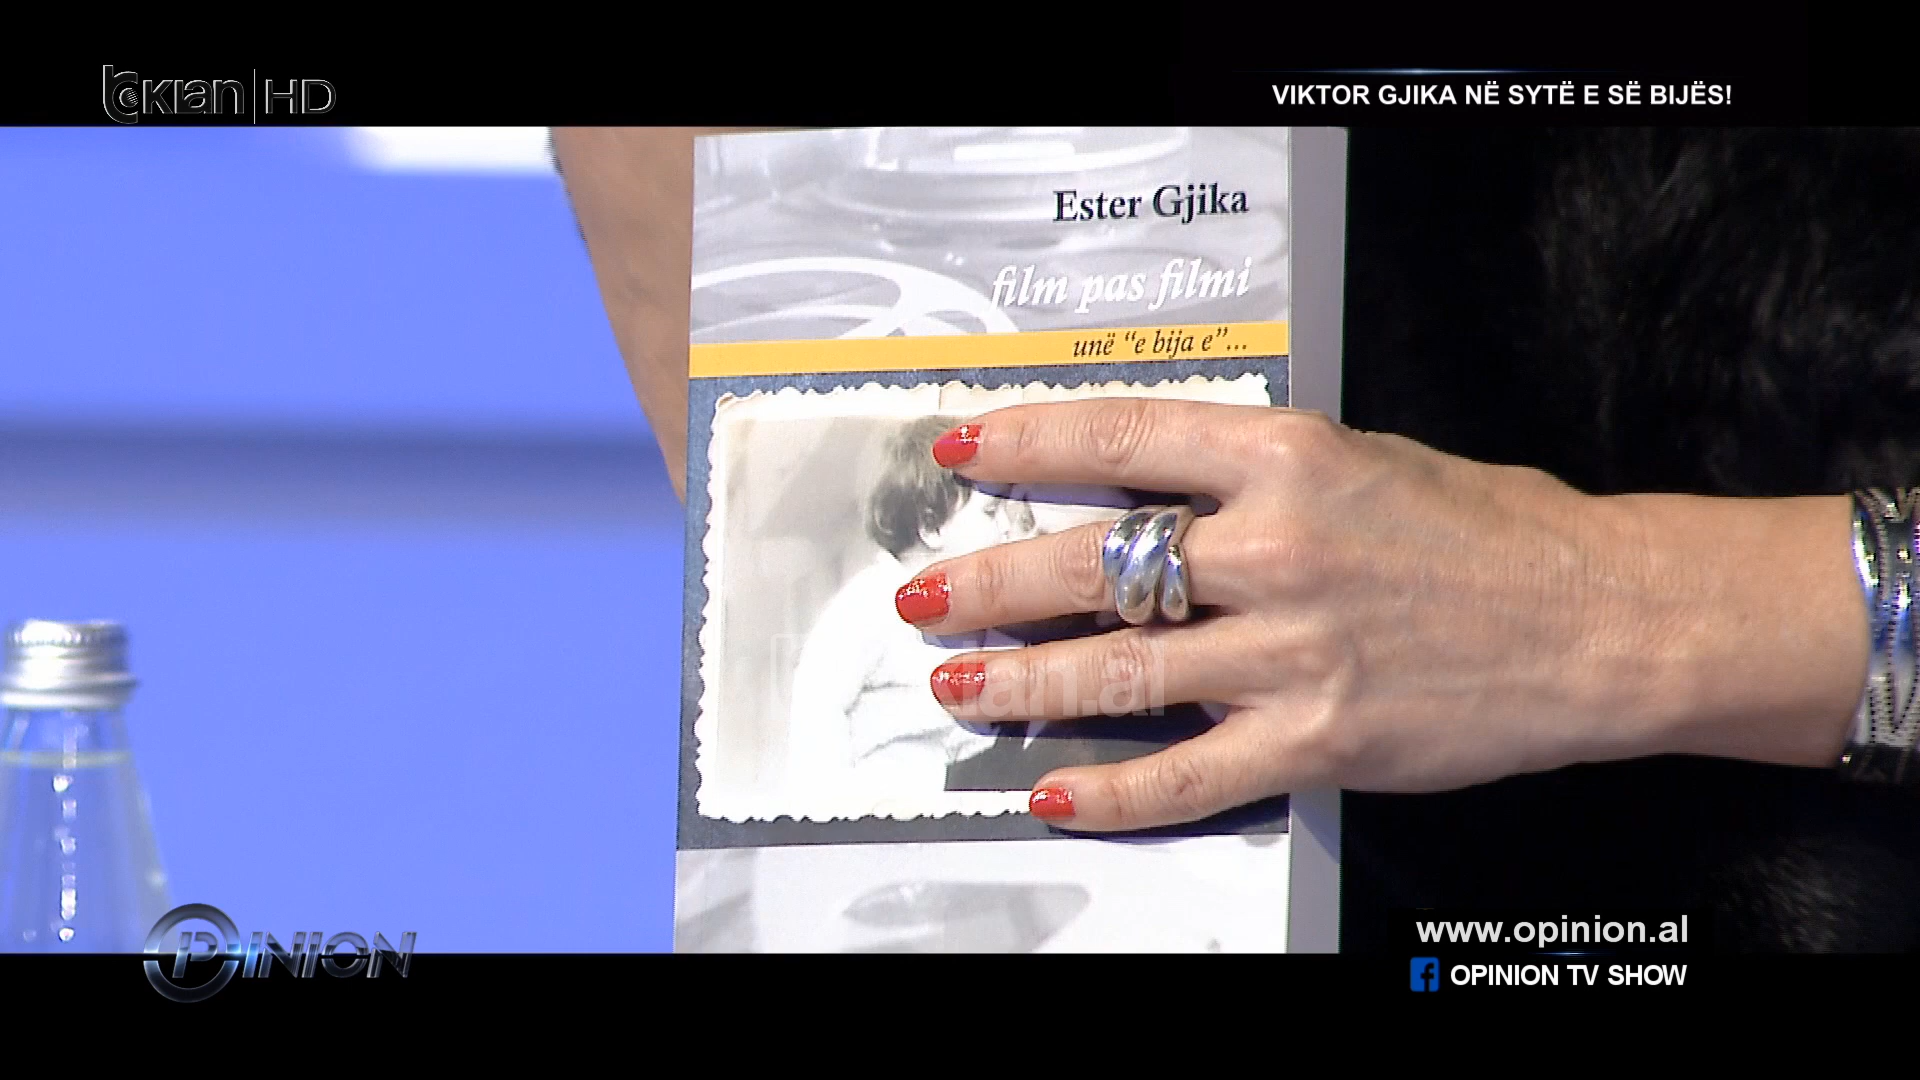 tvKlan HD
VIKTOR GJIKA NË SYTË E SË BIJËS!
Ester Gjika
film pas filmi
unë “e bija e”...
klan.al
OPINION
www.opinion.al
OPINION TV SHOW